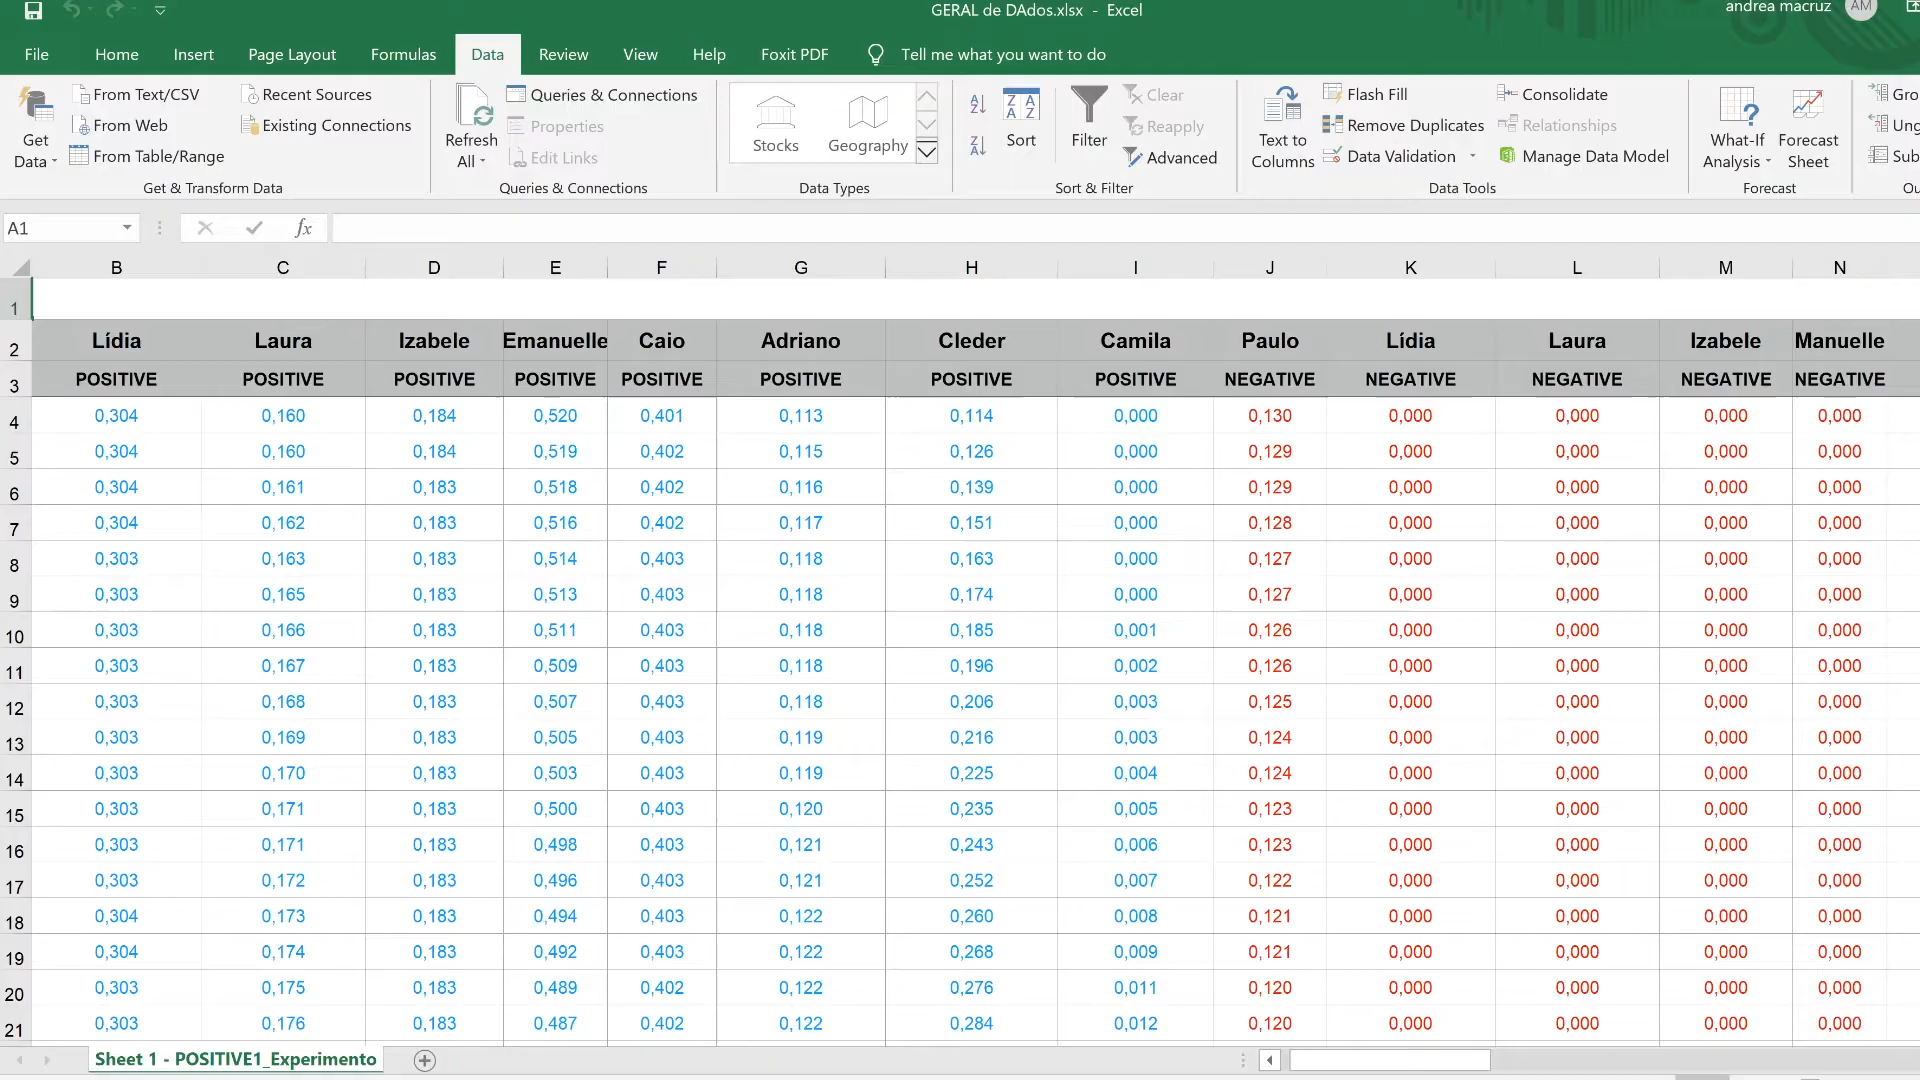 GERAL de DAdos.xlsx - Excel
andrea macruz AM
File Home Insert Page Layout Formulas Data Review View Help Foxit PDF Tell me what you want to do
From Text/CSV Recent Sources Queries & Connections Clear Flash Fill Consolidate
From Web Existing Connections Properties Reapply Remove Duplicates Relationships
Get Data From Table/Range Refresh All Edit Links Stocks Geography Sort Filter Advanced Text to Columns Data Validation Manage Data Model What-If Analysis Forecast Sheet
Get & Transform Data Queries & Connections Data Types Sort & Filter Data Tools Forecast
A1 fx
B C D E F G H I J K L M N
1
2 Lídia Laura Izabele Emanuelle Caio Adriano Cleder Camila Paulo Lídia Laura Izabele Manuelle
3 POSITIVE POSITIVE POSITIVE POSITIVE POSITIVE POSITIVE POSITIVE POSITIVE NEGATIVE NEGATIVE NEGATIVE NEGATIVE NEGATIVE
4 0,304 0,160 0,184 0,520 0,401 0,113 0,114 0,000 0,130 0,000 0,000 0,000 0,000
5 0,304 0,160 0,184 0,519 0,402 0,115 0,126 0,000 0,129 0,000 0,000 0,000 0,000
6 0,304 0,161 0,183 0,518 0,402 0,116 0,139 0,000 0,129 0,000 0,000 0,000 0,000
7 0,304 0,162 0,183 0,516 0,402 0,117 0,151 0,000 0,128 0,000 0,000 0,000 0,000
8 0,303 0,163 0,183 0,514 0,403 0,118 0,163 0,000 0,127 0,000 0,000 0,000 0,000
9 0,303 0,165 0,183 0,513 0,403 0,118 0,174 0,000 0,127 0,000 0,000 0,000 0,000
10 0,303 0,166 0,183 0,511 0,403 0,118 0,185 0,001 0,126 0,000 0,000 0,000 0,000
11 0,303 0,167 0,183 0,509 0,403 0,118 0,196 0,002 0,126 0,000 0,000 0,000 0,000
12 0,303 0,168 0,183 0,507 0,403 0,118 0,206 0,003 0,125 0,000 0,000 0,000 0,000
13 0,303 0,169 0,183 0,505 0,403 0,119 0,216 0,003 0,124 0,000 0,000 0,000 0,000
14 0,303 0,170 0,183 0,503 0,403 0,119 0,225 0,004 0,124 0,000 0,000 0,000 0,000
15 0,303 0,171 0,183 0,500 0,403 0,120 0,235 0,005 0,123 0,000 0,000 0,000 0,000
16 0,303 0,171 0,183 0,498 0,403 0,121 0,243 0,006 0,123 0,000 0,000 0,000 0,000
17 0,303 0,172 0,183 0,496 0,403 0,121 0,252 0,007 0,122 0,000 0,000 0,000 0,000
18 0,304 0,173 0,183 0,494 0,403 0,122 0,260 0,008 0,121 0,000 0,000 0,000 0,000
19 0,304 0,174 0,183 0,492 0,403 0,122 0,268 0,009 0,121 0,000 0,000 0,000 0,000
20 0,303 0,175 0,183 0,489 0,402 0,122 0,276 0,011 0,120 0,000 0,000 0,000 0,000
21 0,303 0,176 0,183 0,487 0,402 0,122 0,284 0,012 0,120 0,000 0,000 0,000 0,000
Sheet 1 - POSITIVE1_Experimento